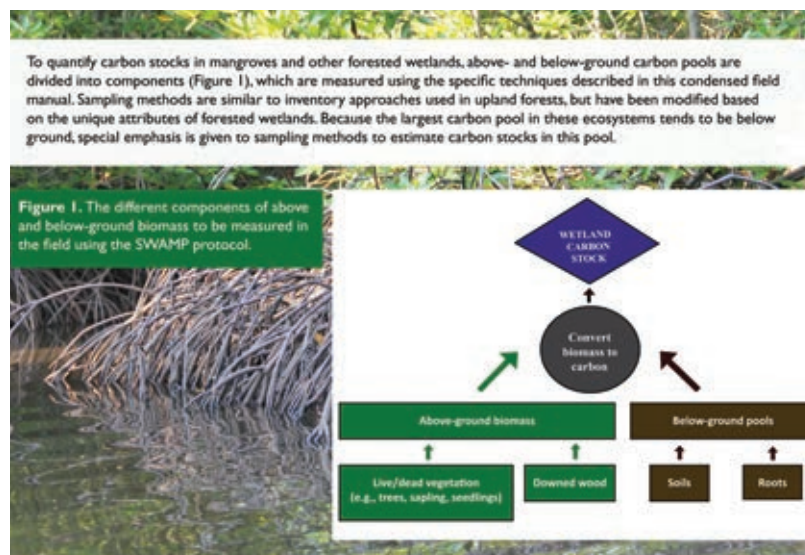 To quantify carbon stocks in mangroves and other forested wetlands, above- and below-ground carbon pools are
divided into components (Figure 1), which are measured using the specific techniques described in this condensed field
manual. Sampling methods are similar to inventory approaches used in upland forests, but have been modified based
on the unique attributes of forested wetlands. Because the largest carbon pool in these ecosystems tends to be below
ground, special emphasis is given to sampling methods to estimate carbon stocks in this pool.
Figure 1. The different components of above
and below-ground biomass to be measured in
the field using the SWAMP protocol.
WETLAND
CARBON
STOCK
Convert
biomass to
carbon
Above-ground biomass
Below-ground pools
Live/dead vegetation
(e.g., trees, sapling, seedlings)
Downed wood
Soils
Roots